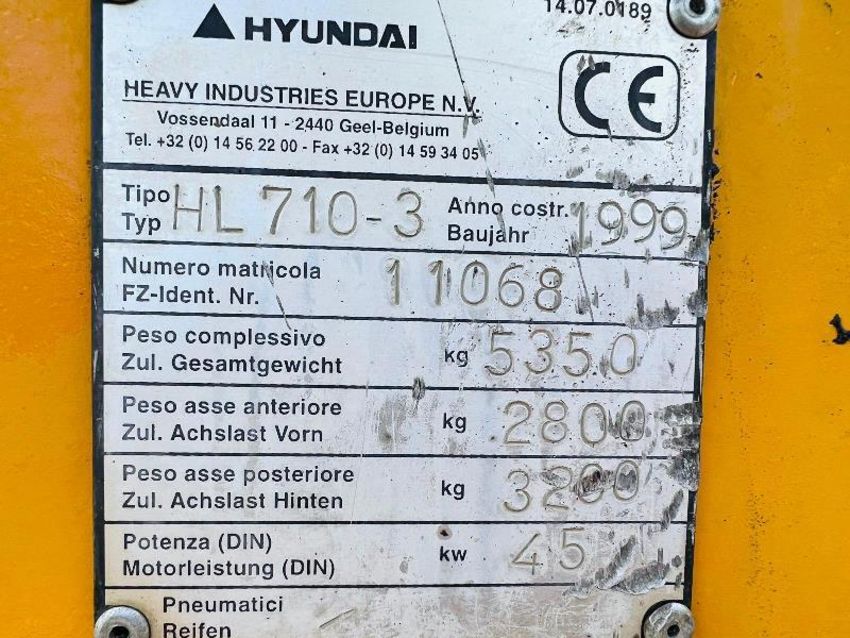 14.07.0189
HYUNDAI
CE
HEAVY INDUSTRIES EUROPE N.V.
Vossendaal 11 - 2440 Geel-Belgium
Tel. +32 (0) 14 56 22 00 - Fax +32 (0) 14 59 34 05
Tipo
Typ HL 710-3 Anno costr. 1999
Baujahr
Numero matricola
FZ-Ident. Nr. 11068
Peso complessivo
Zul. Gesamtgewicht kg 5350
Peso asse anteriore
Zul. Achslast Vorn kg 2800
Peso asse posteriore
Zul. Achslast Hinten kg 3200
Potenza (DIN)
Motorleistung (DIN) kw 45
Pneumatici
Reifen